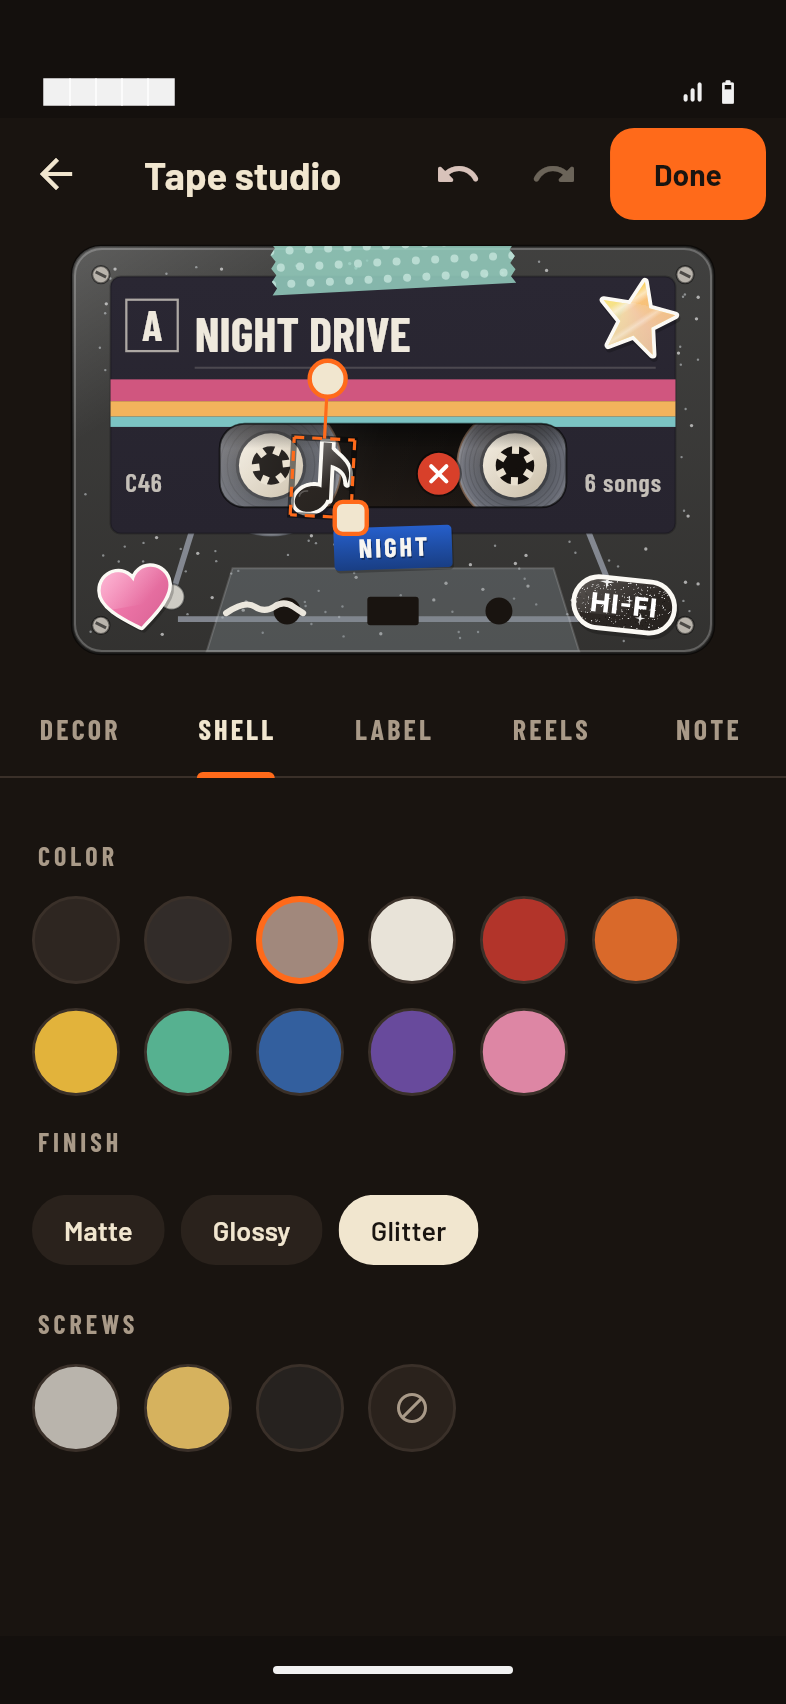 Tape studio
Done
A
NIGHT DRIVE
C46
6 songs
NIGHT
HI-FI
DECOR
SHELL
LABEL
REELS
NOTE
COLOR
FINISH
Matte
Glossy
Glitter
SCREWS